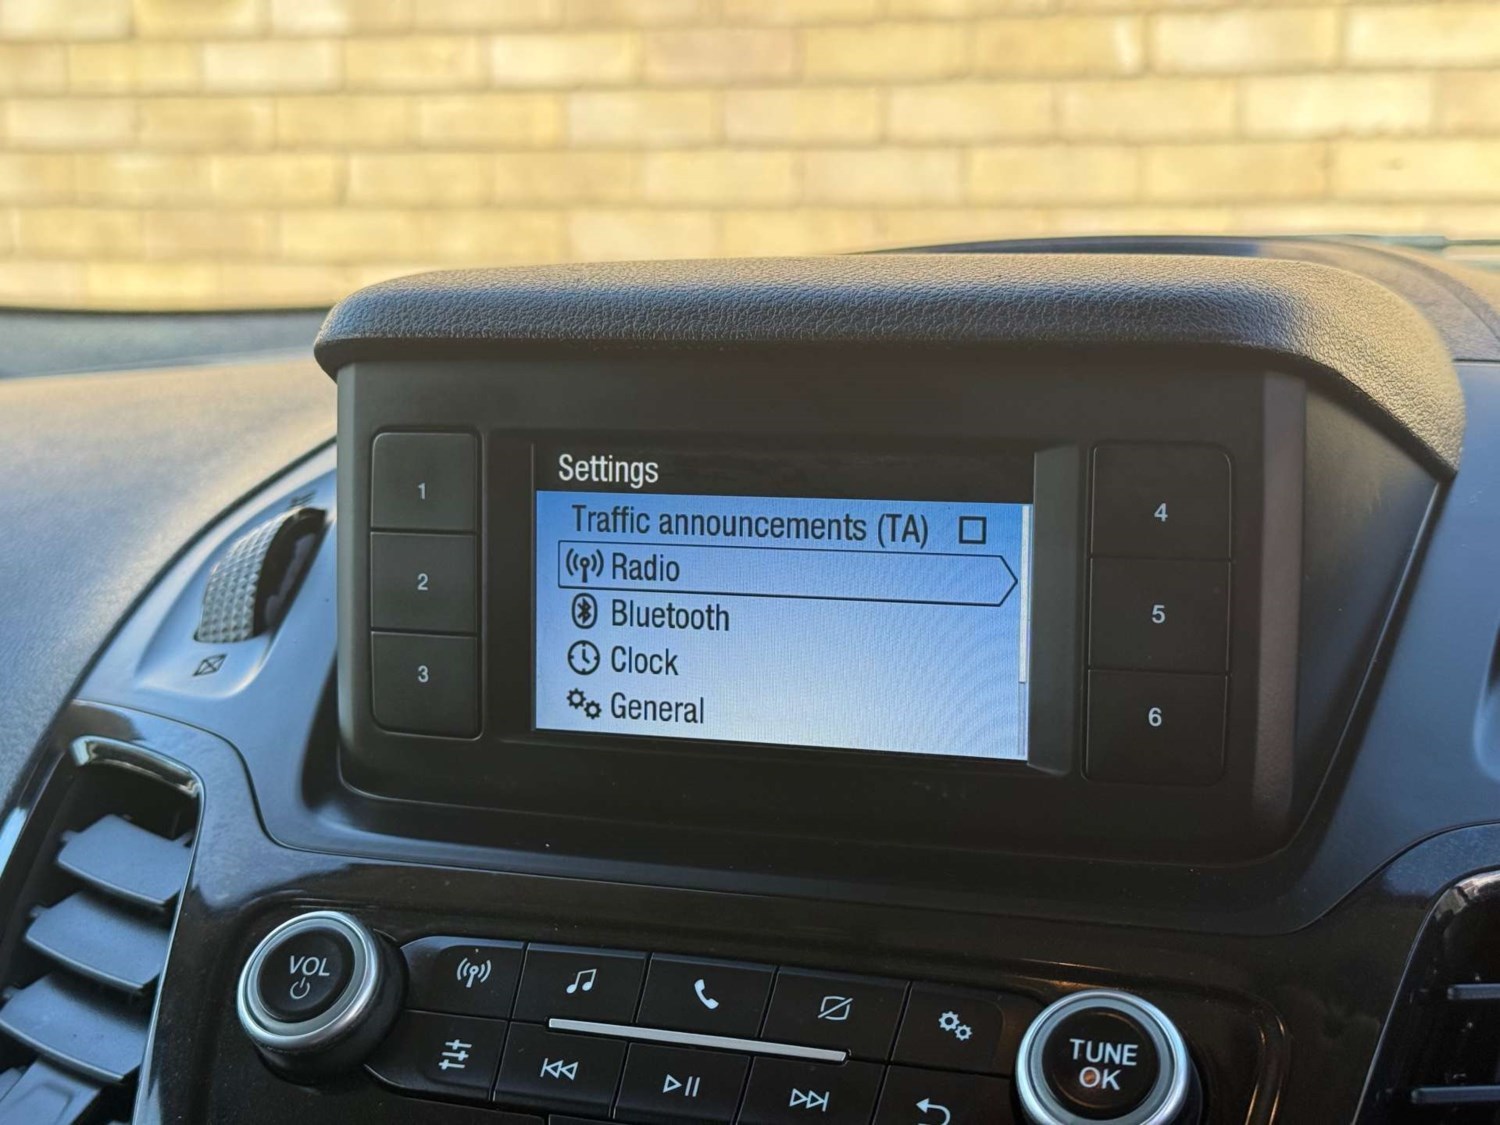 Settings
Traffic announcements (TA)
Radio
Bluetooth
Clock
General
1
2
3
4
5
6
VOL
TUNE
OK